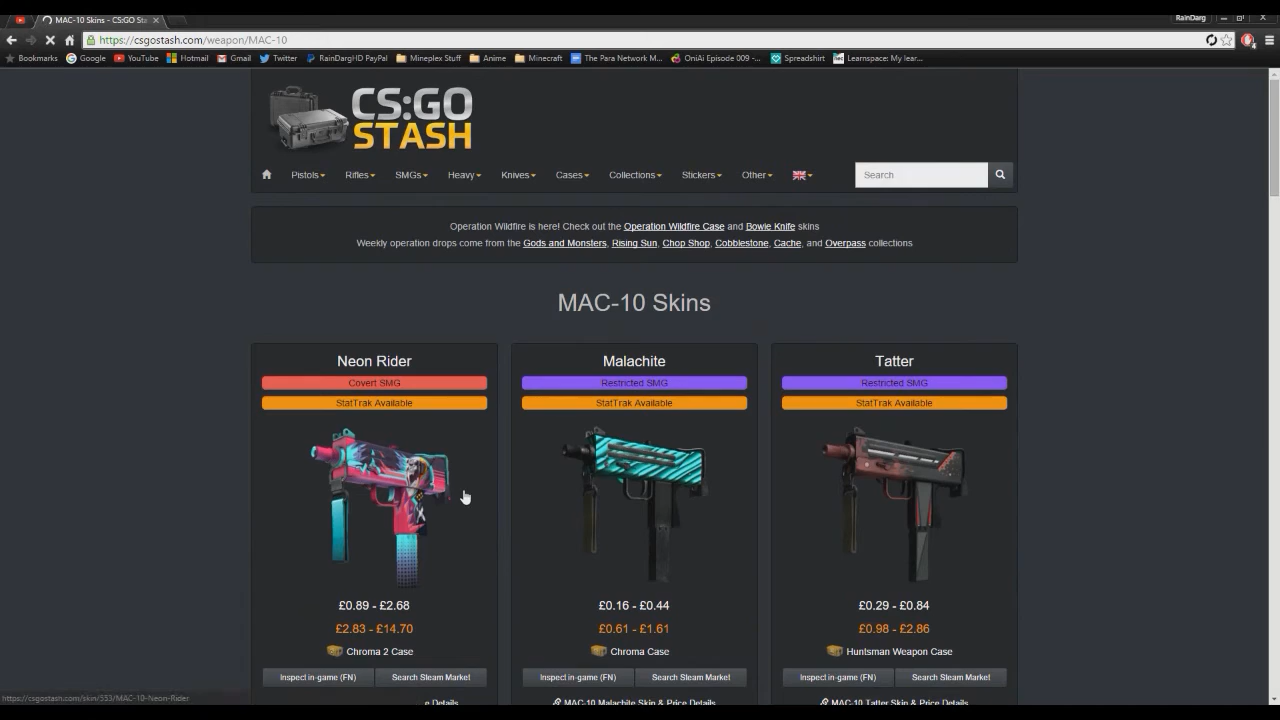 MAC-10 Skins - CS:GO Sta
RainDarg
https://csgostash.com/weapon/MAC-10
Bookmarks Google YouTube Hotmail Gmail Twitter RainDargHD PayPal Mineplex Stuff Anime Minecraft The Para Network M... OniAi Episode 009 -... Spreadshirt Learnspace: My lear...
CS:GO
STASH
Pistols Rifles SMGs Heavy Knives Cases Collections Stickers Other Search
Operation Wildfire is here! Check out the Operation Wildfire Case and Bowie Knife skins
Weekly operation drops come from the Gods and Monsters, Rising Sun, Chop Shop, Cobblestone, Cache, and Overpass collections
MAC-10 Skins
Neon Rider Malachite Tatter
Covert SMG Restricted SMG Restricted SMG
StatTrak Available StatTrak Available StatTrak Available
£0.89 - £2.68 £0.16 - £0.44 £0.29 - £0.84
£2.83 - £14.70 £0.61 - £1.61 £0.98 - £2.86
Chroma 2 Case Chroma Case Huntsman Weapon Case
Inspect in-game (FN) Search Steam Market Inspect in-game (FN) Search Steam Market Inspect in-game (FN) Search Steam Market
https://csgostash.com/skin/553/MAC-10-Neon-Rider
e Details MAC-10 Malachite Skin & Price Details MAC-10 Tatter Skin & Price Details